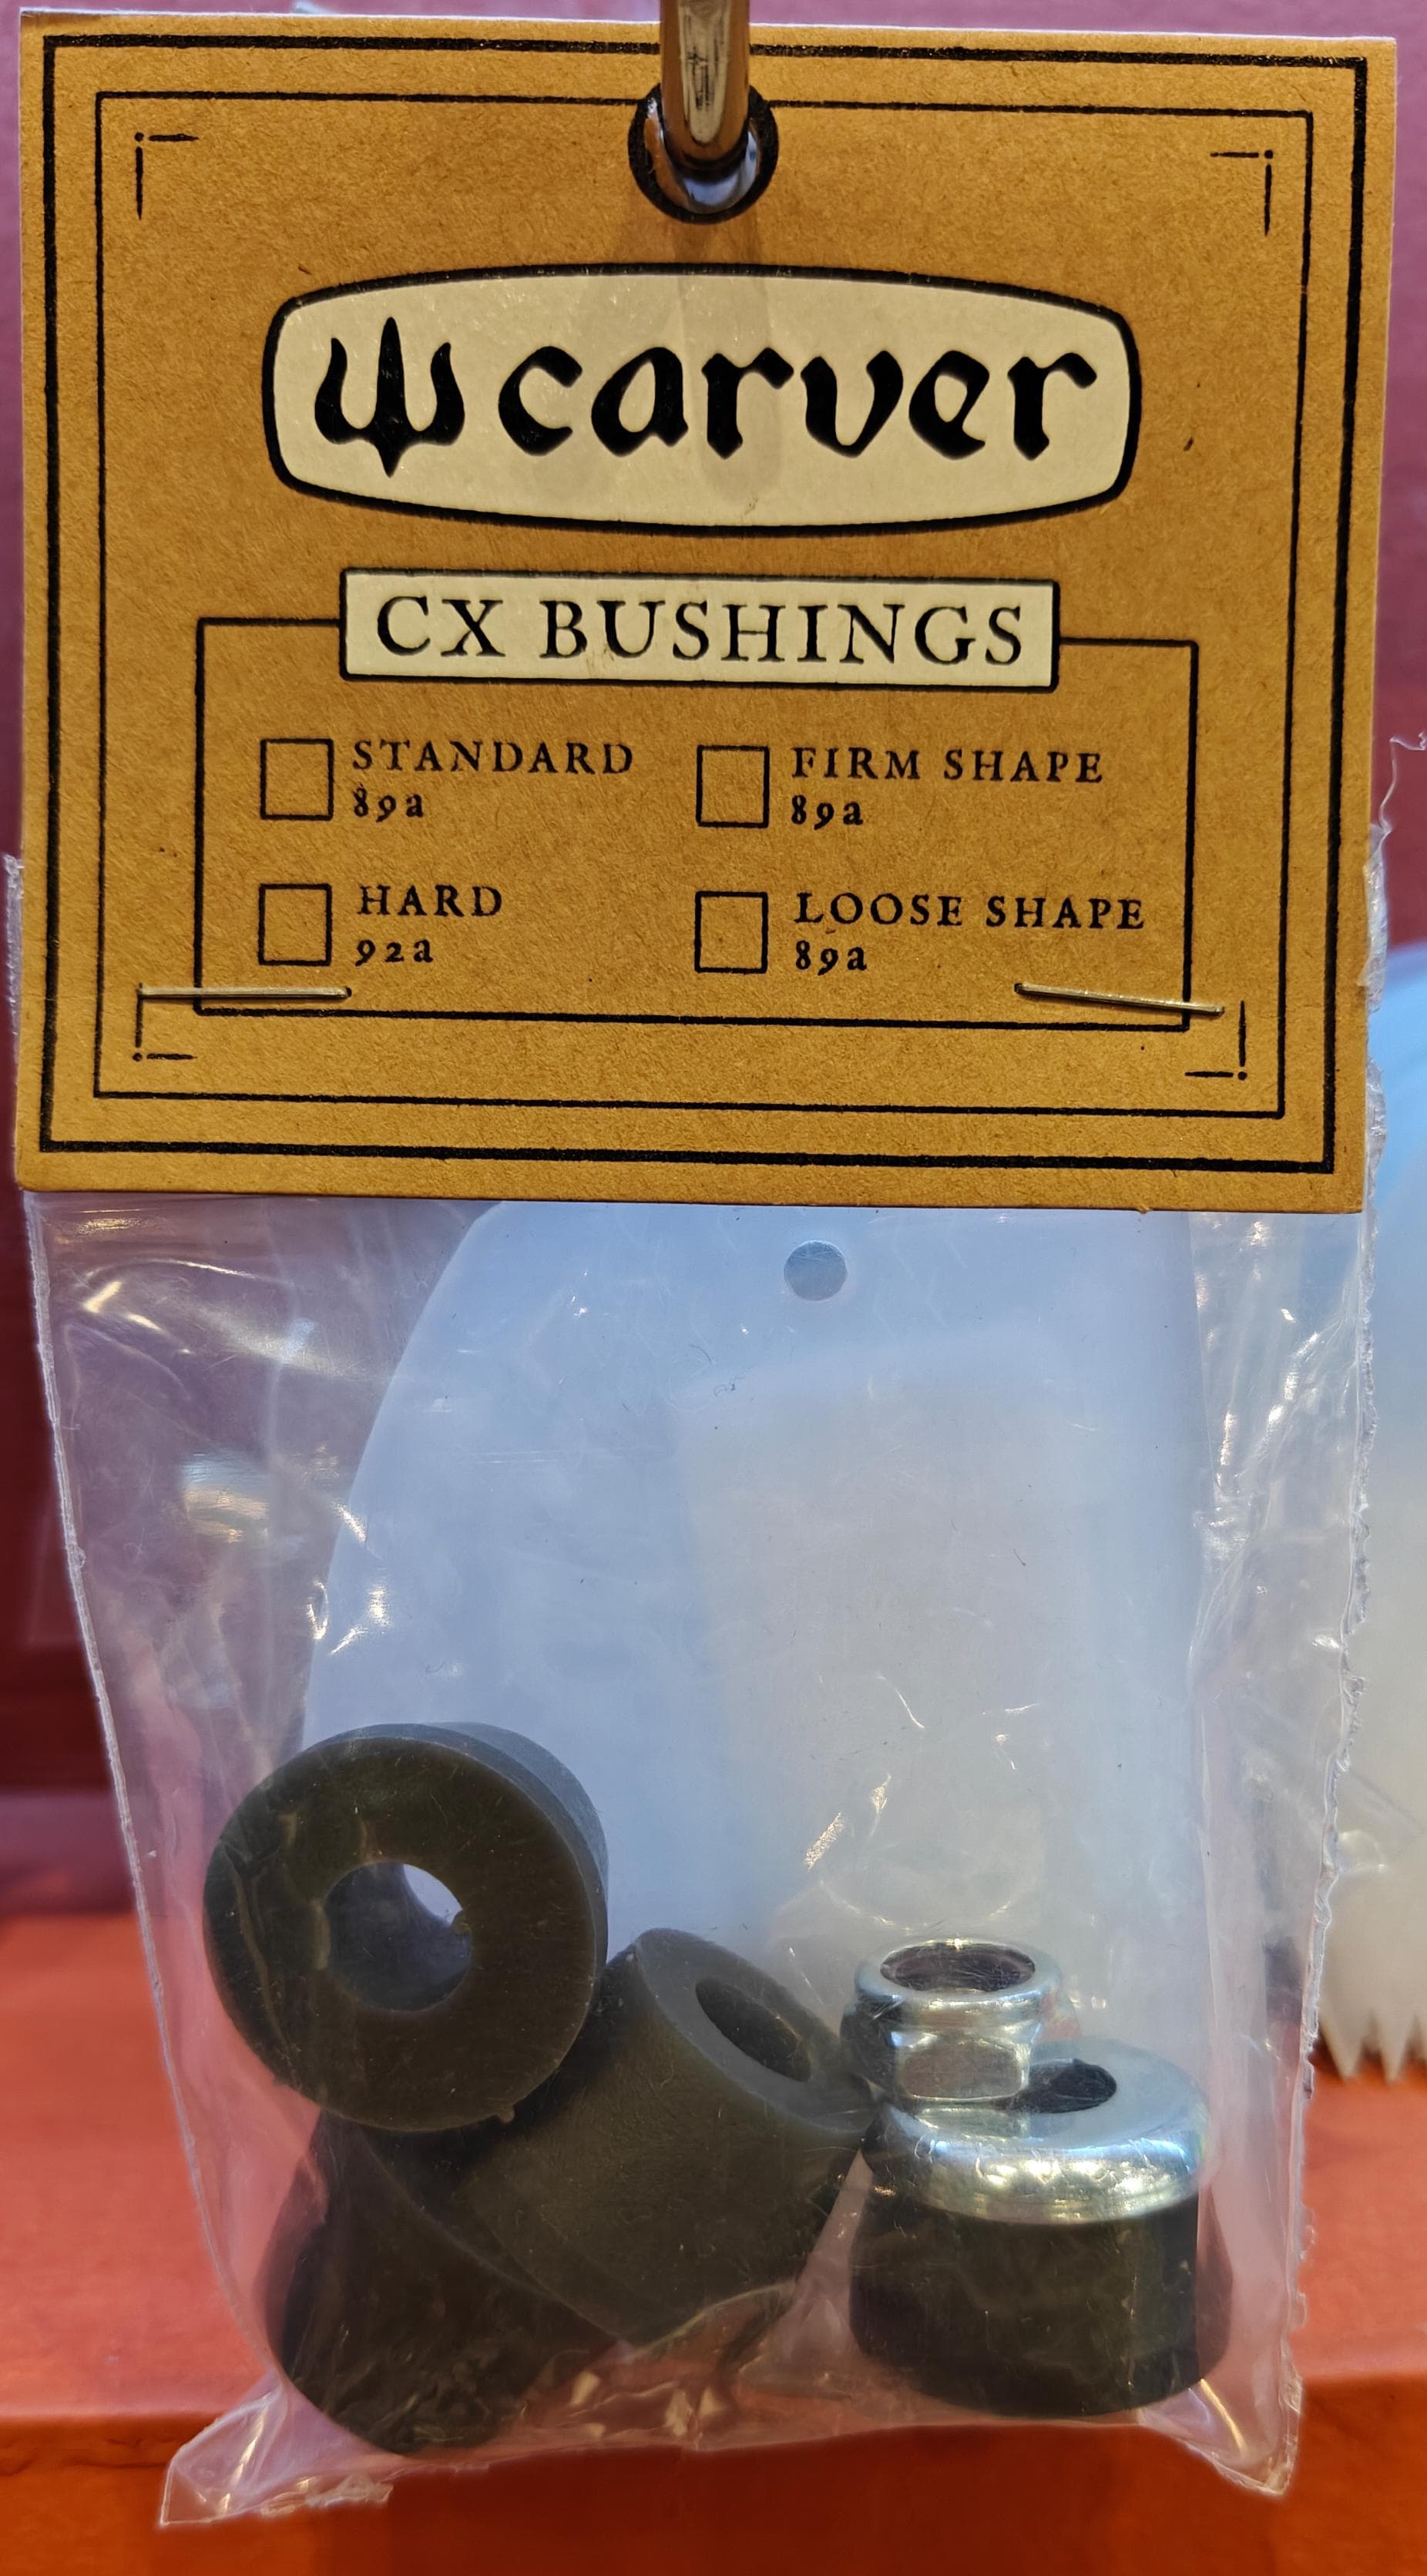 carver
CX BUSHINGS
STANDARD
89a
FIRM SHAPE
89a
HARD
92a
LOOSE SHAPE
89a